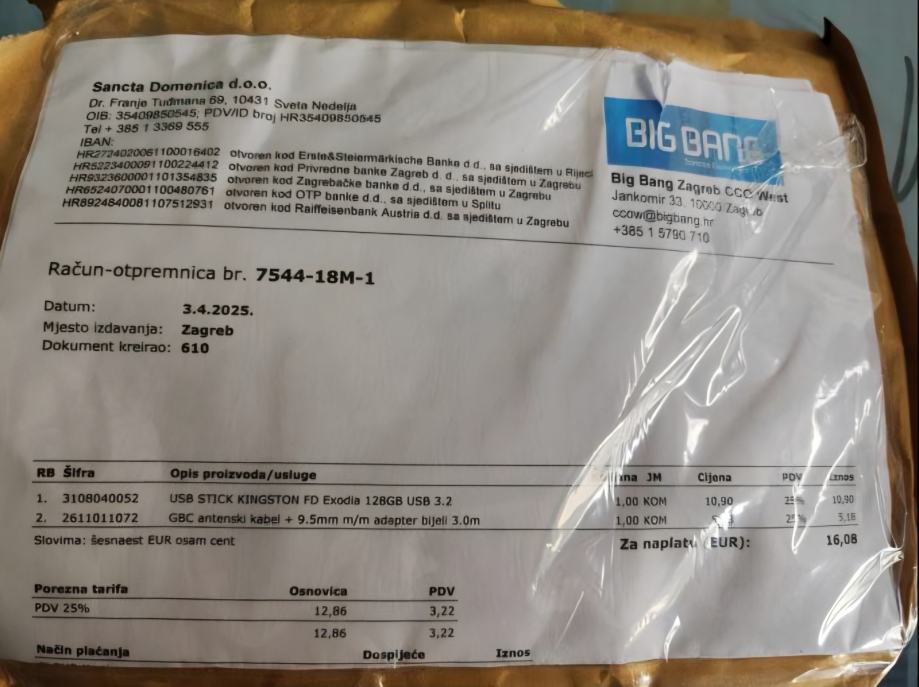 Sancta Domenica d.o.o.
Dr. Franje Tuđmana 69, 10431 Sveta Nedelja
OIB: 35409850545; PDV/ID broj HR35409850545
Tel + 385 1 3369 555
IBAN:
HR2724020061100016402 otvoren kod Erste&Steiermärkische Banke d.d., sa sjedištem u Rijeci
HR5223400091100224412 otvoren kod Privredne banke Zagreb d. d., sa sjedištem u Zagrebu
HR9323600001101354835 otvoren kod Zagrebačke banke d.d., sa sjedištem u Zagrebu
HR6524070001100480761 otvoren kod OTP banke d.d., sa sjedištem u Splitu
HR8924840081107512931 otvoren kod Raiffeisenbank Austria d.d. sa sjedištem u Zagrebu
BIG BANG
Big Bang Zagreb CCO West
Jankomir 33, 10000 Zagreb
ccow@bigbang.hr
+385 1 5790 710
Račun-otpremnica br. 7544-18M-1
Datum: 3.4.2025.
Mjesto izdavanja: Zagreb
Dokument kreirao: 610
RB Šifra Opis proizvoda/usluge JM Cijena PDV Iznos
1. 3108040052 USB STICK KINGSTON FD Exodia 128GB USB 3.2 1,00 KOM 10,90 25% 10,90
2. 2611011072 GBC antenski kabel + 9.5mm m/m adapter bijeli 3.0m 1,00 KOM 25% 5,18
Slovima: šesnaest EUR osam cent Za naplatu (EUR): 16,08
Porezna tarifa Osnovica PDV
PDV 25% 12,86 3,22
12,86 3,22
Način plaćanja Dospijeće Iznos